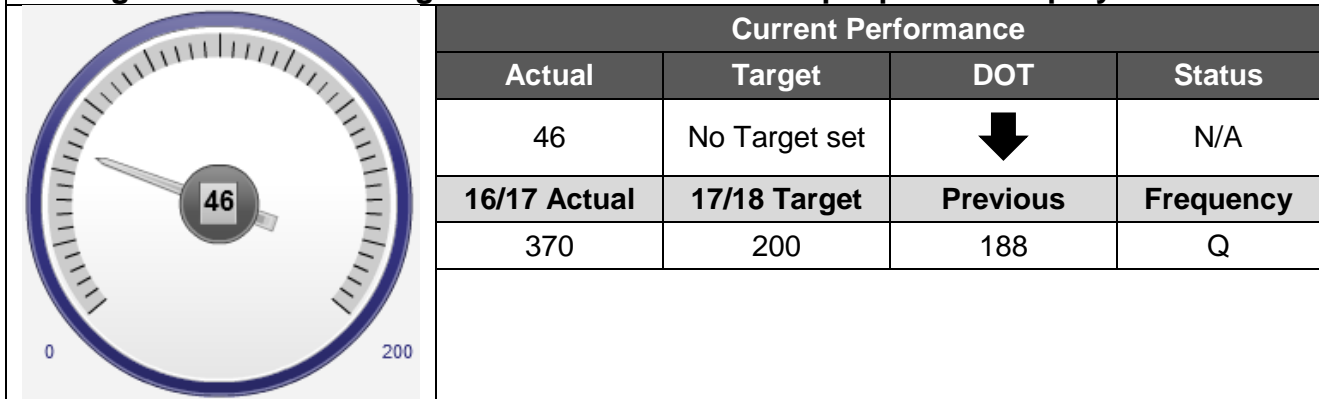 46
0 200
Current Performance
Actual Target DOT Status
46 No Target set N/A
16/17 Actual 17/18 Target Previous Frequency
370 200 188 Q